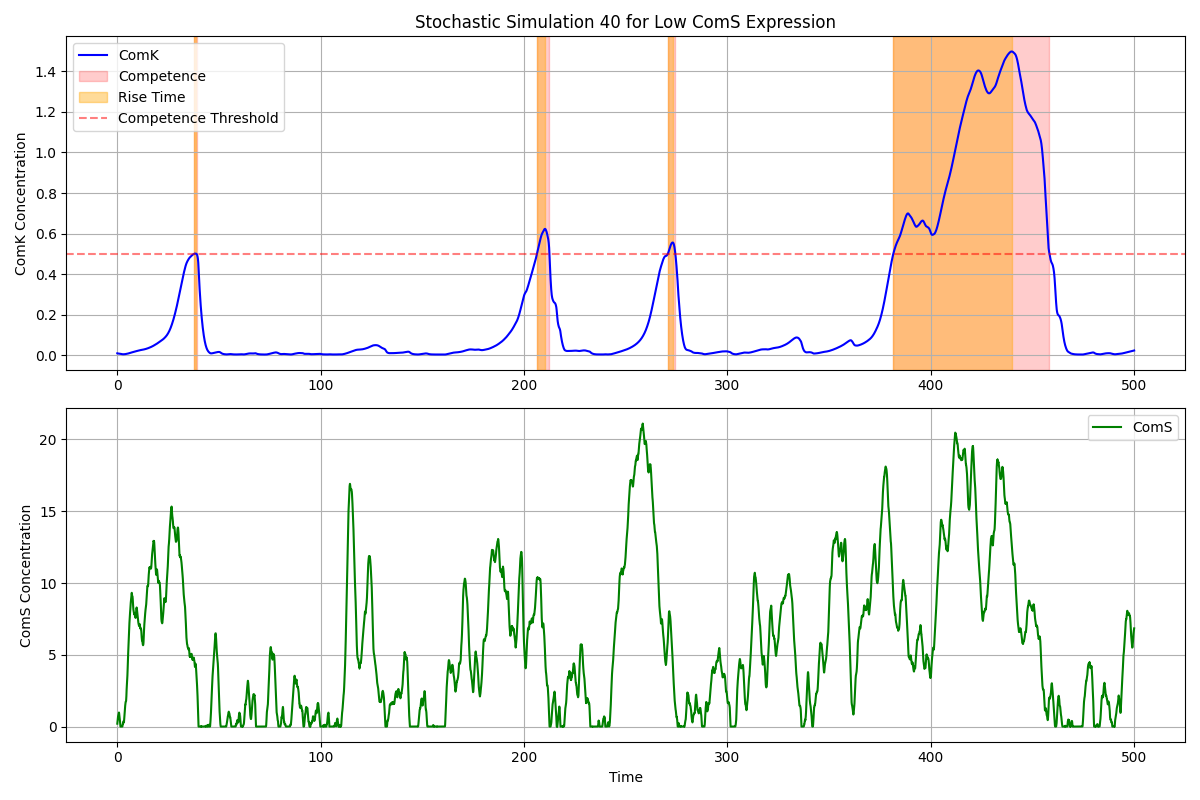 Stochastic Simulation 40 for Low ComS Expression
ComK
Competence
Rise Time
Competence Threshold
ComK Concentration
1.4
1.2
1.0
0.8
0.6
0.4
0.2
0.0
0 100 200 300 400 500
ComS
ComS Concentration
20
15
10
5
0
0 100 200 300 400 500
Time